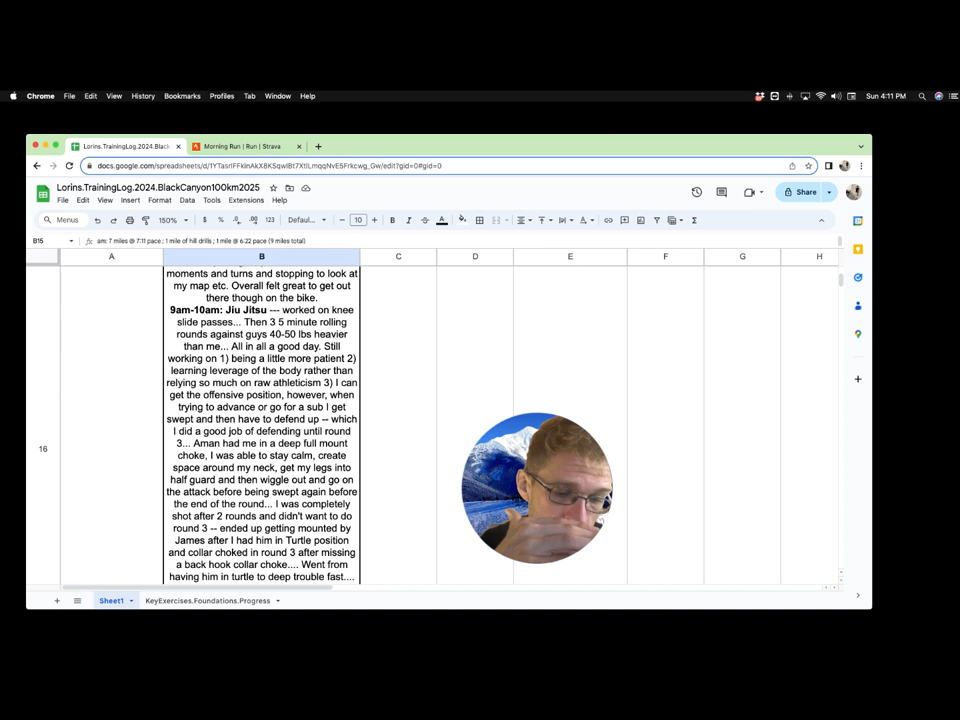 Chrome File Edit View History Bookmarks Profiles Tab Window Help Sun 4:11 PM
Lorins.TrainingLog.2024.Black Morning Run | Run | Strava
Lorins.TrainingLog.2024.BlackCanyon100km2025
File Edit View Insert Format Data Tools Extensions Help
Share
Menus 150% $ % .0 .00 123 Defaul... 10 B I A
B15 fx am: 7 miles @ 7:11 pace ; 1 mile of hill drills ; 1 mile @ 6:22 pace (9 miles total)
A B C D E F G H
moments and turns and stopping to look at
my map etc. Overall felt great to get out
there though on the bike.
9am-10am: Jiu Jitsu --- worked on knee
slide passes... Then 3 5 minute rolling
rounds against guys 40-50 lbs heavier
than me... All in all a good day. Still
working on 1) being a little more patient 2)
learning leverage of the body rather than
relying so much on raw athleticism 3) I can
get the offensive position, however, when
trying to advance or go for a sub I get
swept and then have to defend up -- which
I did a good job of defending until round
16
3... Aman had me in a deep full mount
choke, I was able to stay calm, create
space around my neck, get my legs into
half guard and then wiggle out and go on
the attack before being swept again before
the end of the round... I was completely
shot after 2 rounds and didn't want to do
round 3 -- ended up getting mounted by
James after I had him in Turtle position
and collar choked in round 3 after missing
a back hook collar choke.... Went from
having him in turtle to deep trouble fast....
Sheet1 KeyExercises.Foundations.Progress